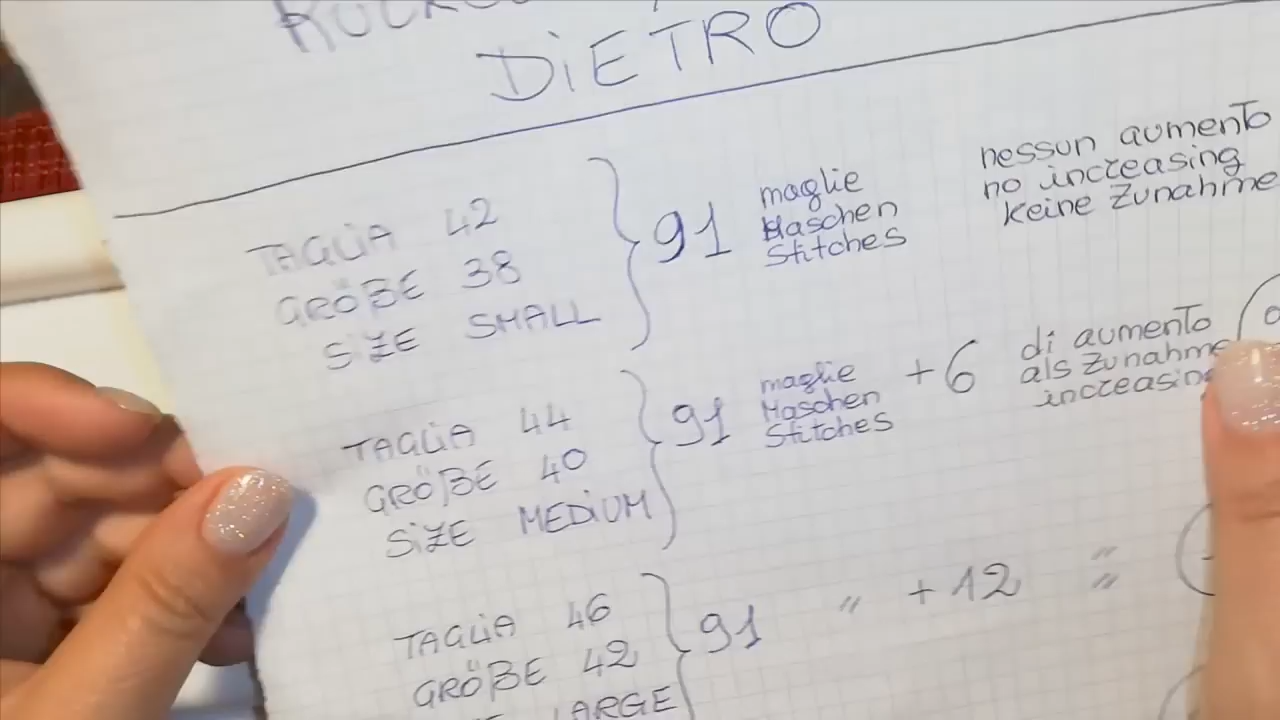 DiETRO
TAGLIA 42
GRÖßE 38
SiZE SMALL
91
maglie
Maschen
Stitches
nessun aumento
no increasing
keine Zunahme
TAGLIA 44
GRÖßE 40
SiZE MEDiUM
91
maglie
Maschen
Stitches
+6
di aumento
als Zunahme
increasing
TAGLIA 46
GRÖßE 42
LARGE
91 " +12 "
"